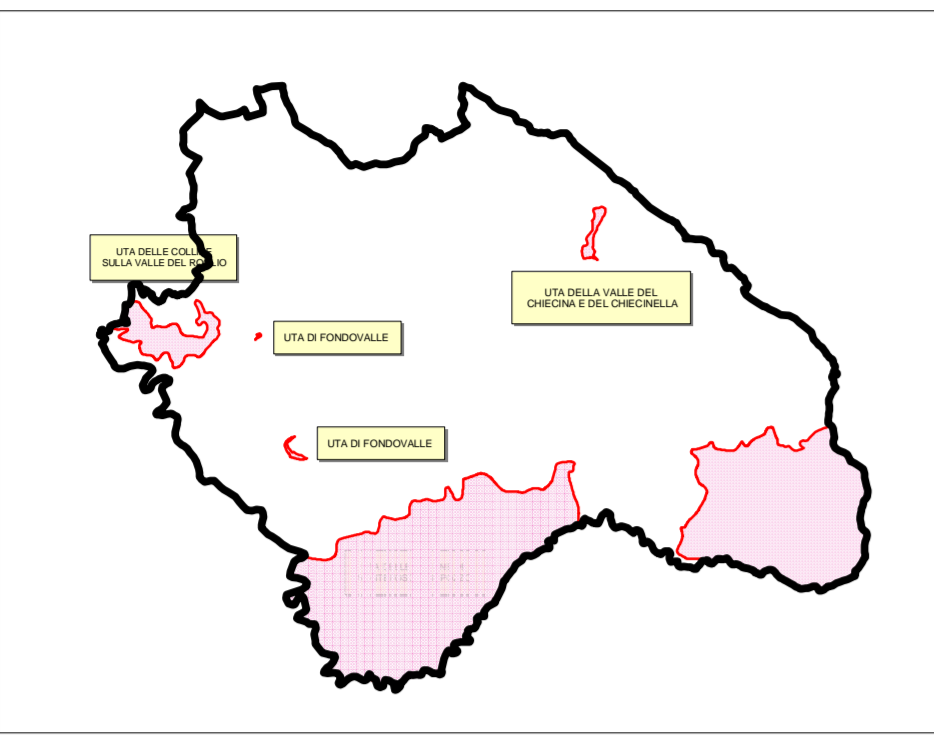 UTA DELLE COLLINE
SULLA VALLE DEL ROGLIO
UTA DELLA VALLE DEL
CHIECINA E DEL CHIECINELLA
UTA DI FONDOVALLE
UTA DI FONDOVALLE